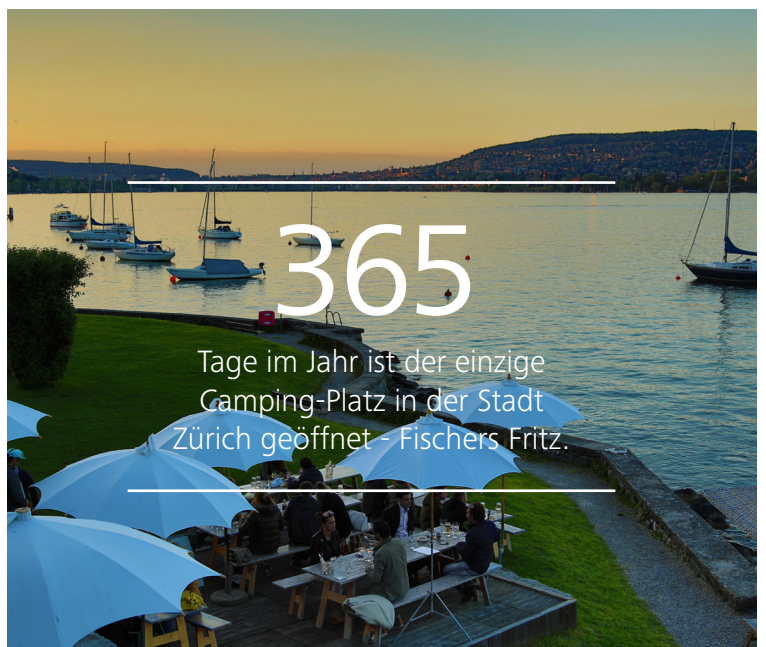 365
Tage im Jahr ist der einzige
Camping-Platz in der Stadt
Zürich geöffnet - Fischers Fritz.